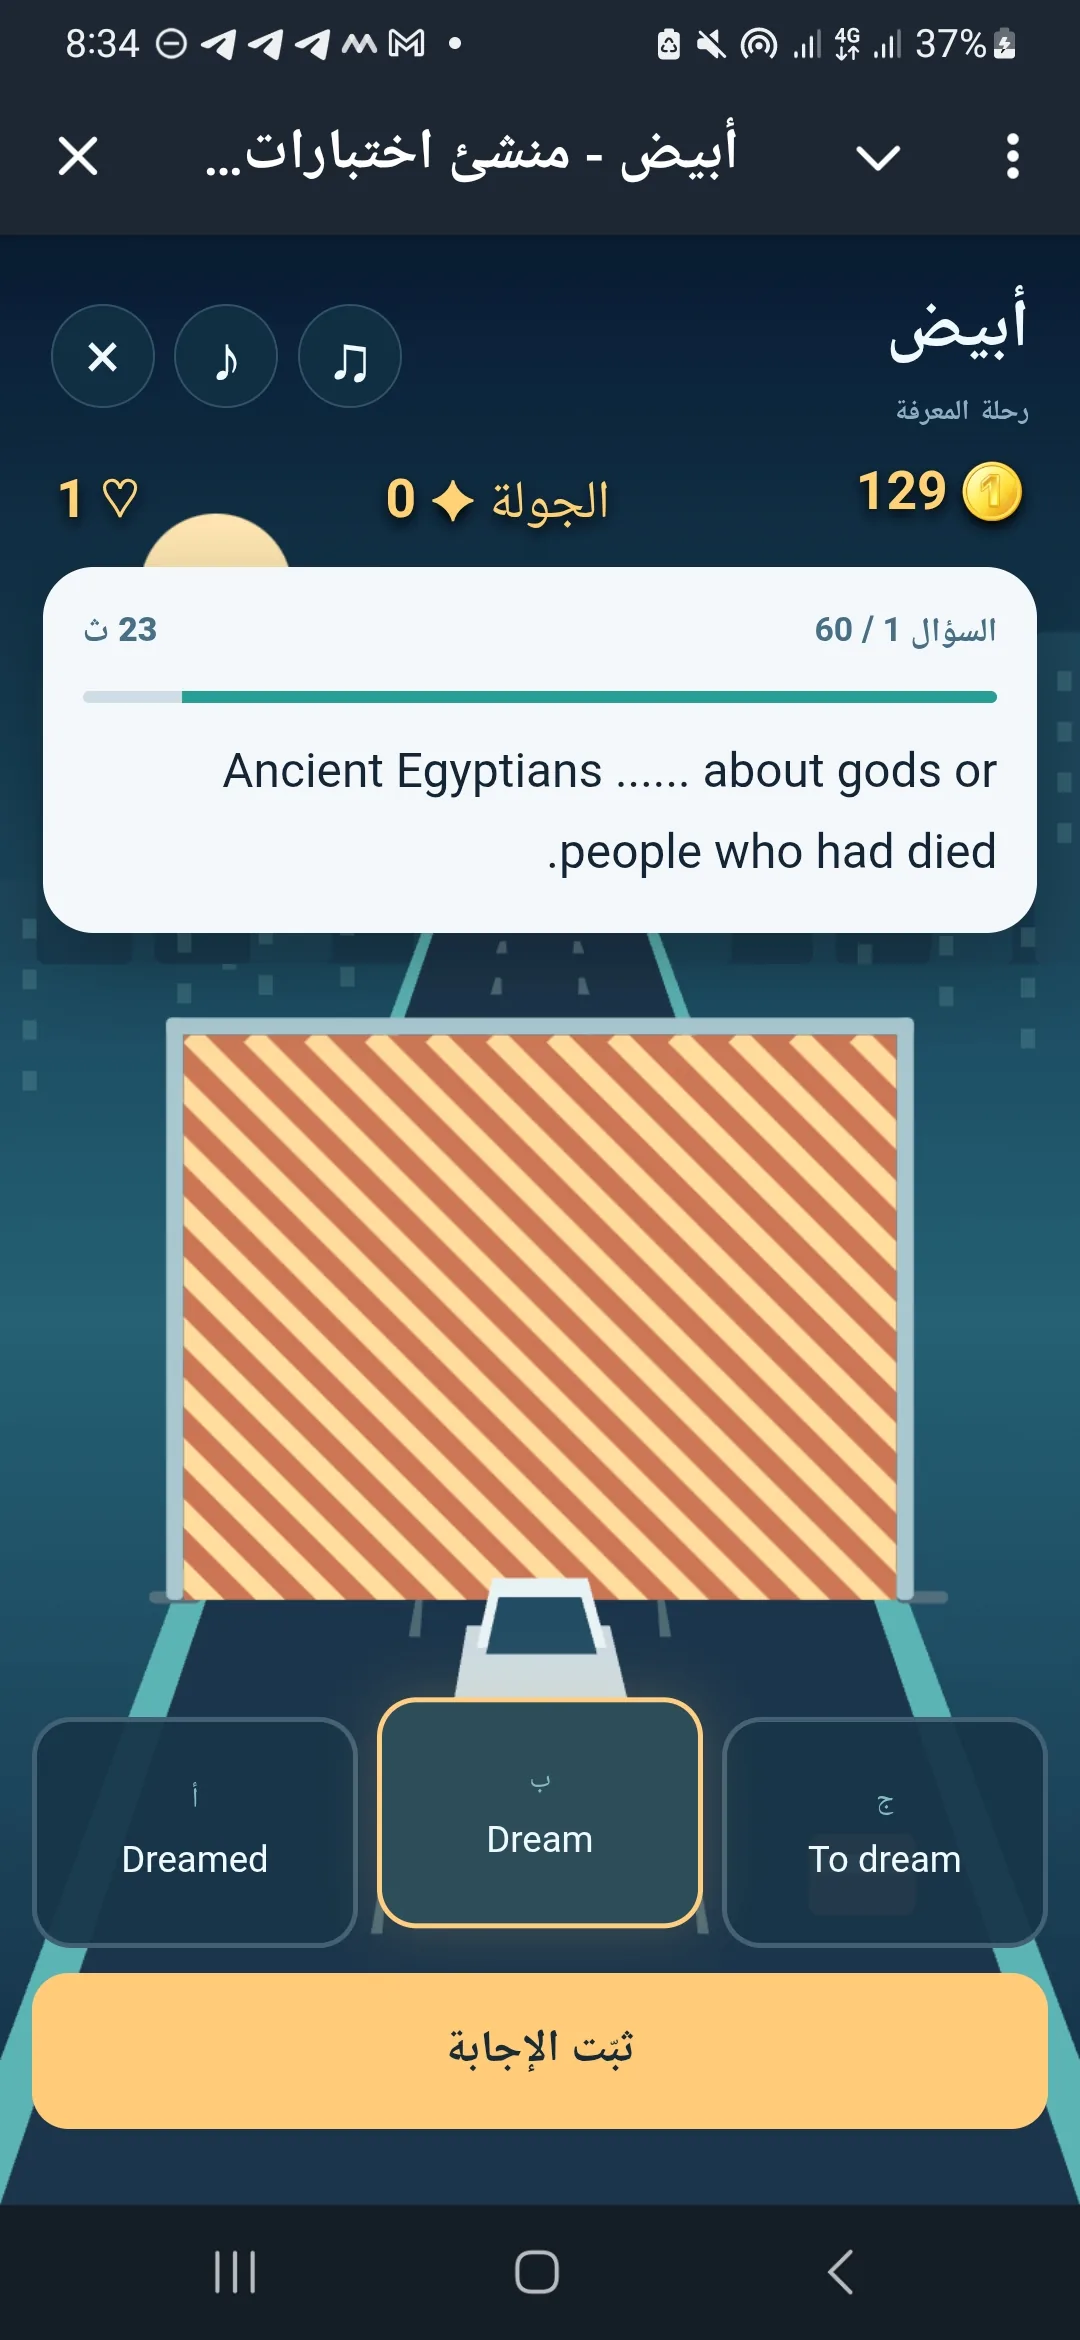 8:34
4G
37%
أبيض - منشئ اختبارات...
أبيض
رحلة المعرفة
129
الجولة ✦ 0
1 ♡
السؤال 1 / 60
23 ث
Ancient Egyptians ...... about gods or
people who had died.
أ
Dreamed
ب
Dream
ج
To dream
ثبّت الإجابة